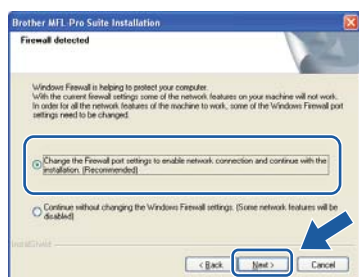 Brother MFL-Pro Suite Installation
Firewall detected
Windows Firewall is helping to protect your computer.
With the current firewall settings some of the network features on your machine will not work.
In order for all the network features of the machine to work, some of the Windows Firewall port
settings need to be changed.
Change the Firewall port settings to enable network connection and continue with the
installation. (Recommended)
Continue without changing the Windows Firewall settings. (Some network features will be
disabled)
InstallShield
< Back
Next >
Cancel